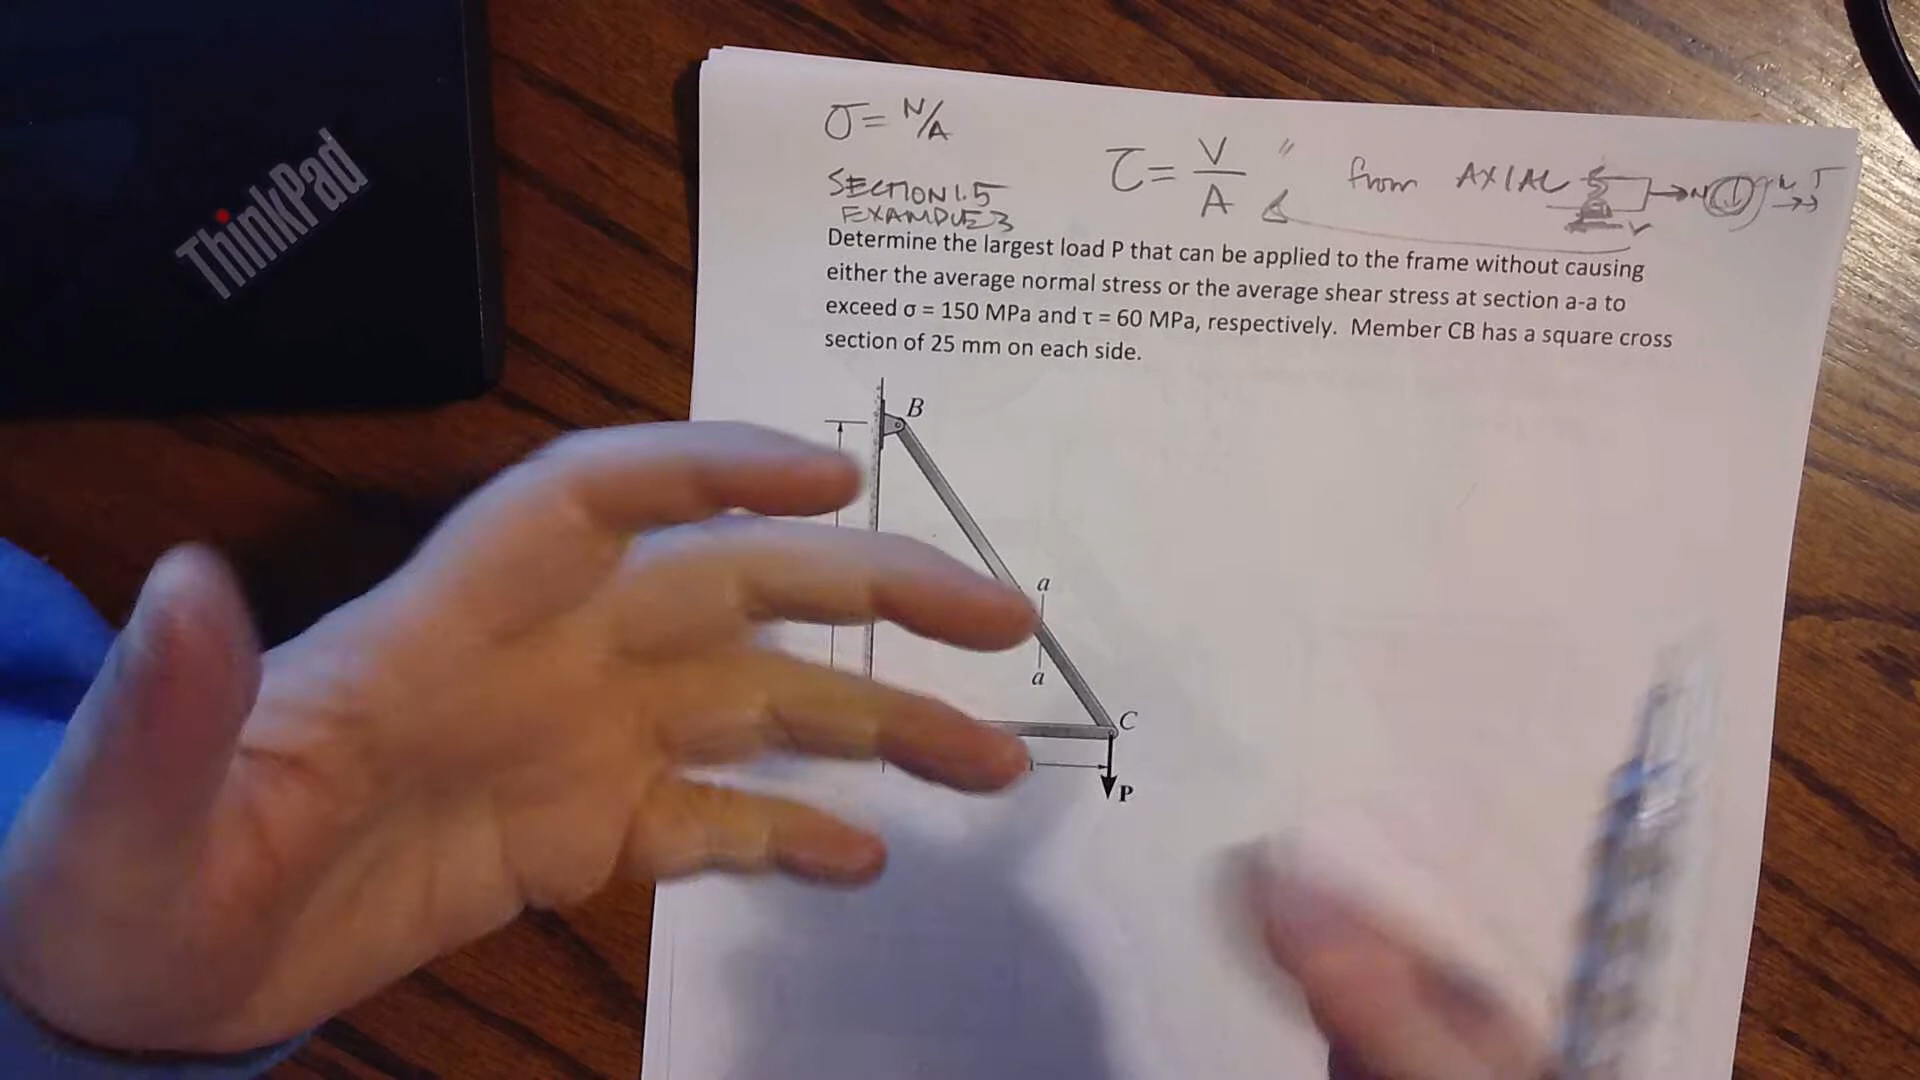 ThinkPad
σ = N/A
τ = V/A " from AXIAL
SECTION 1.5
EXAMPLE 3
Determine the largest load P that can be applied to the frame without causing
either the average normal stress or the average shear stress at section a-a to
exceed σ = 150 MPa and τ = 60 MPa, respectively. Member CB has a square cross
section of 25 mm on each side.
B
a
a
C
P